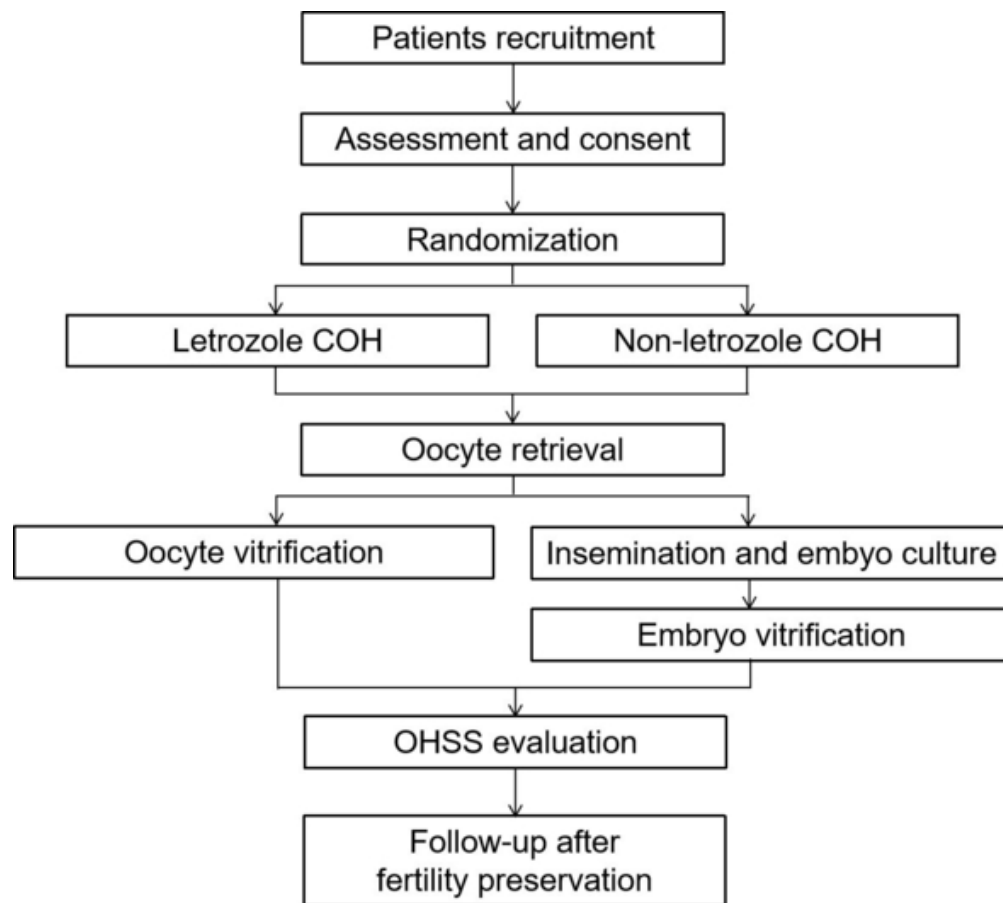 Patients recruitment
Assessment and consent
Randomization
Letrozole COH
Non-letrozole COH
Oocyte retrieval
Oocyte vitrification
Insemination and embyo culture
Embryo vitrification
OHSS evaluation
Follow-up after
fertility preservation